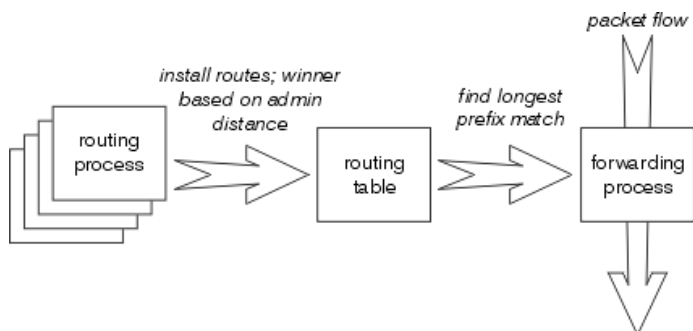 packet flow
install routes; winner
based on admin
distance
find longest
prefix match
routing
process
routing
table
forwarding
process